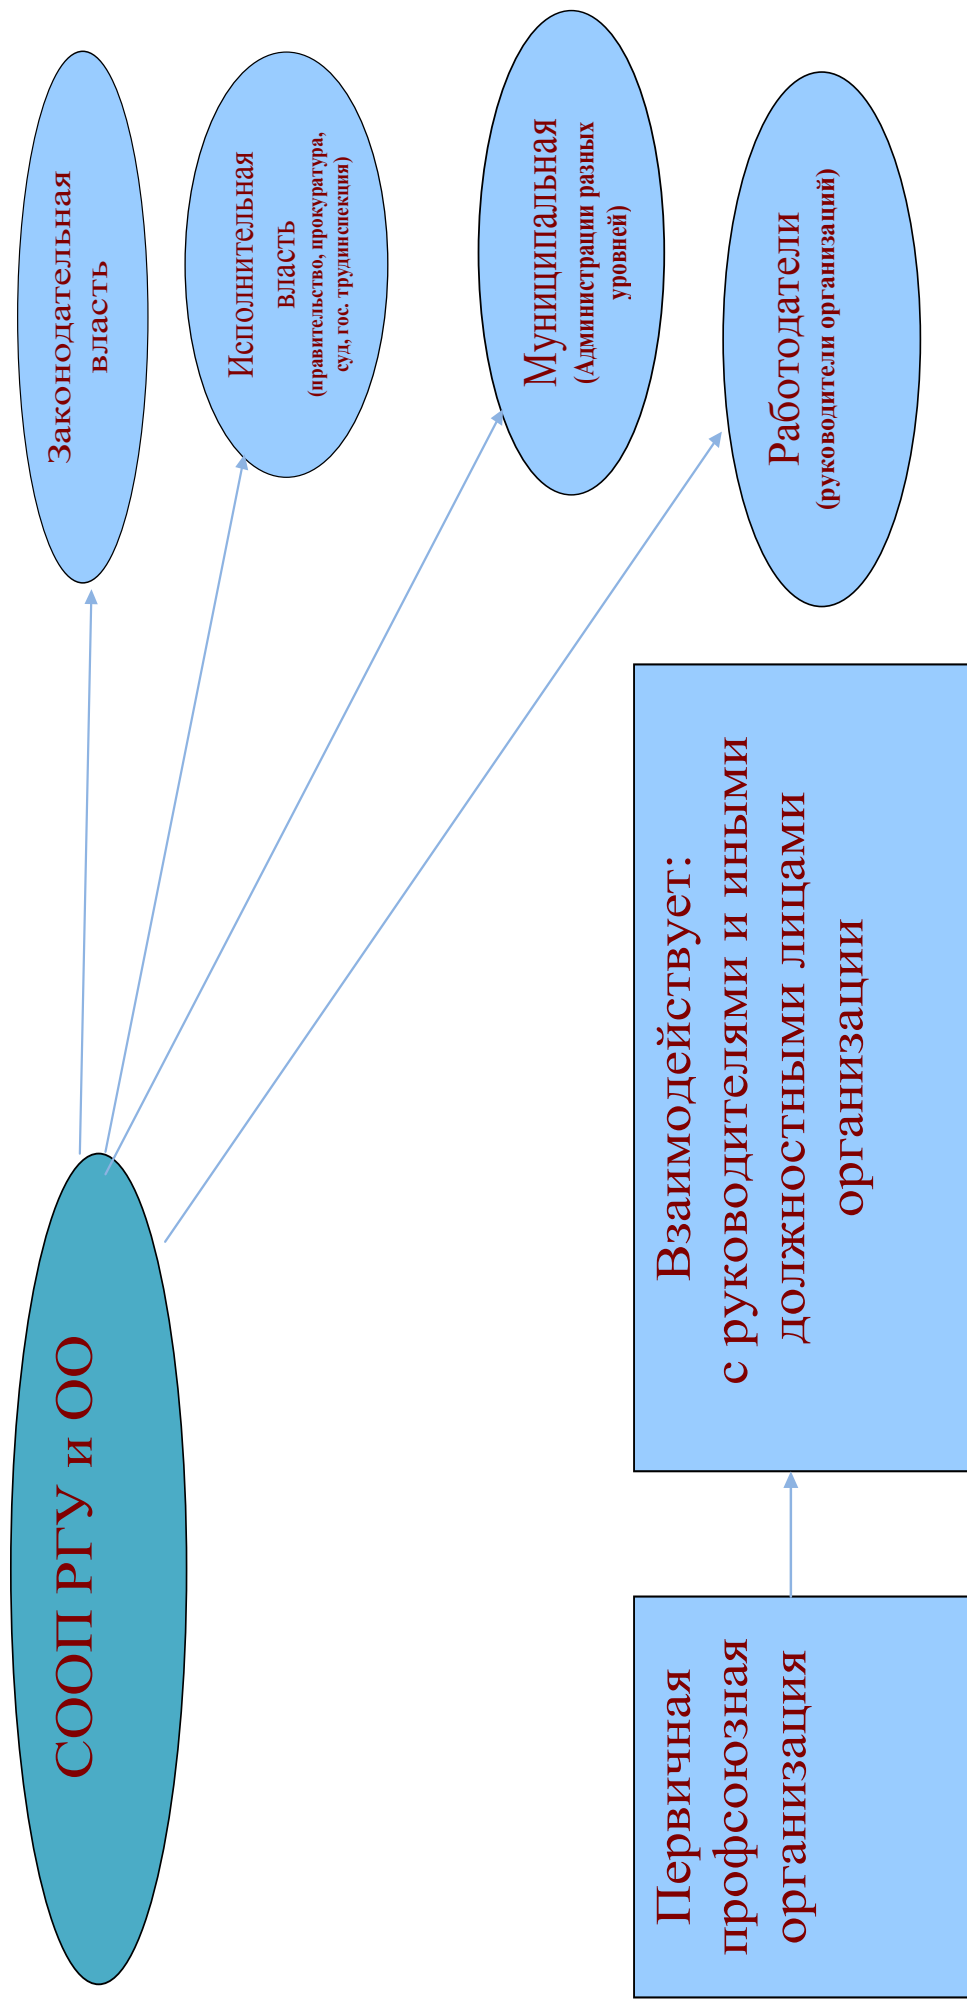 СООП РГУ и ОО
Законодательная
власть
Исполнительная
власть
(правительство, прокуратура,
суд, гос. трудинспекция)
Муниципальная
(Администрации разных
уровней)
Работодатели
(руководители организаций)
Первичная
профсоюзная
организация
Взаимодействует:
с руководителями и иными
должностными лицами
организации